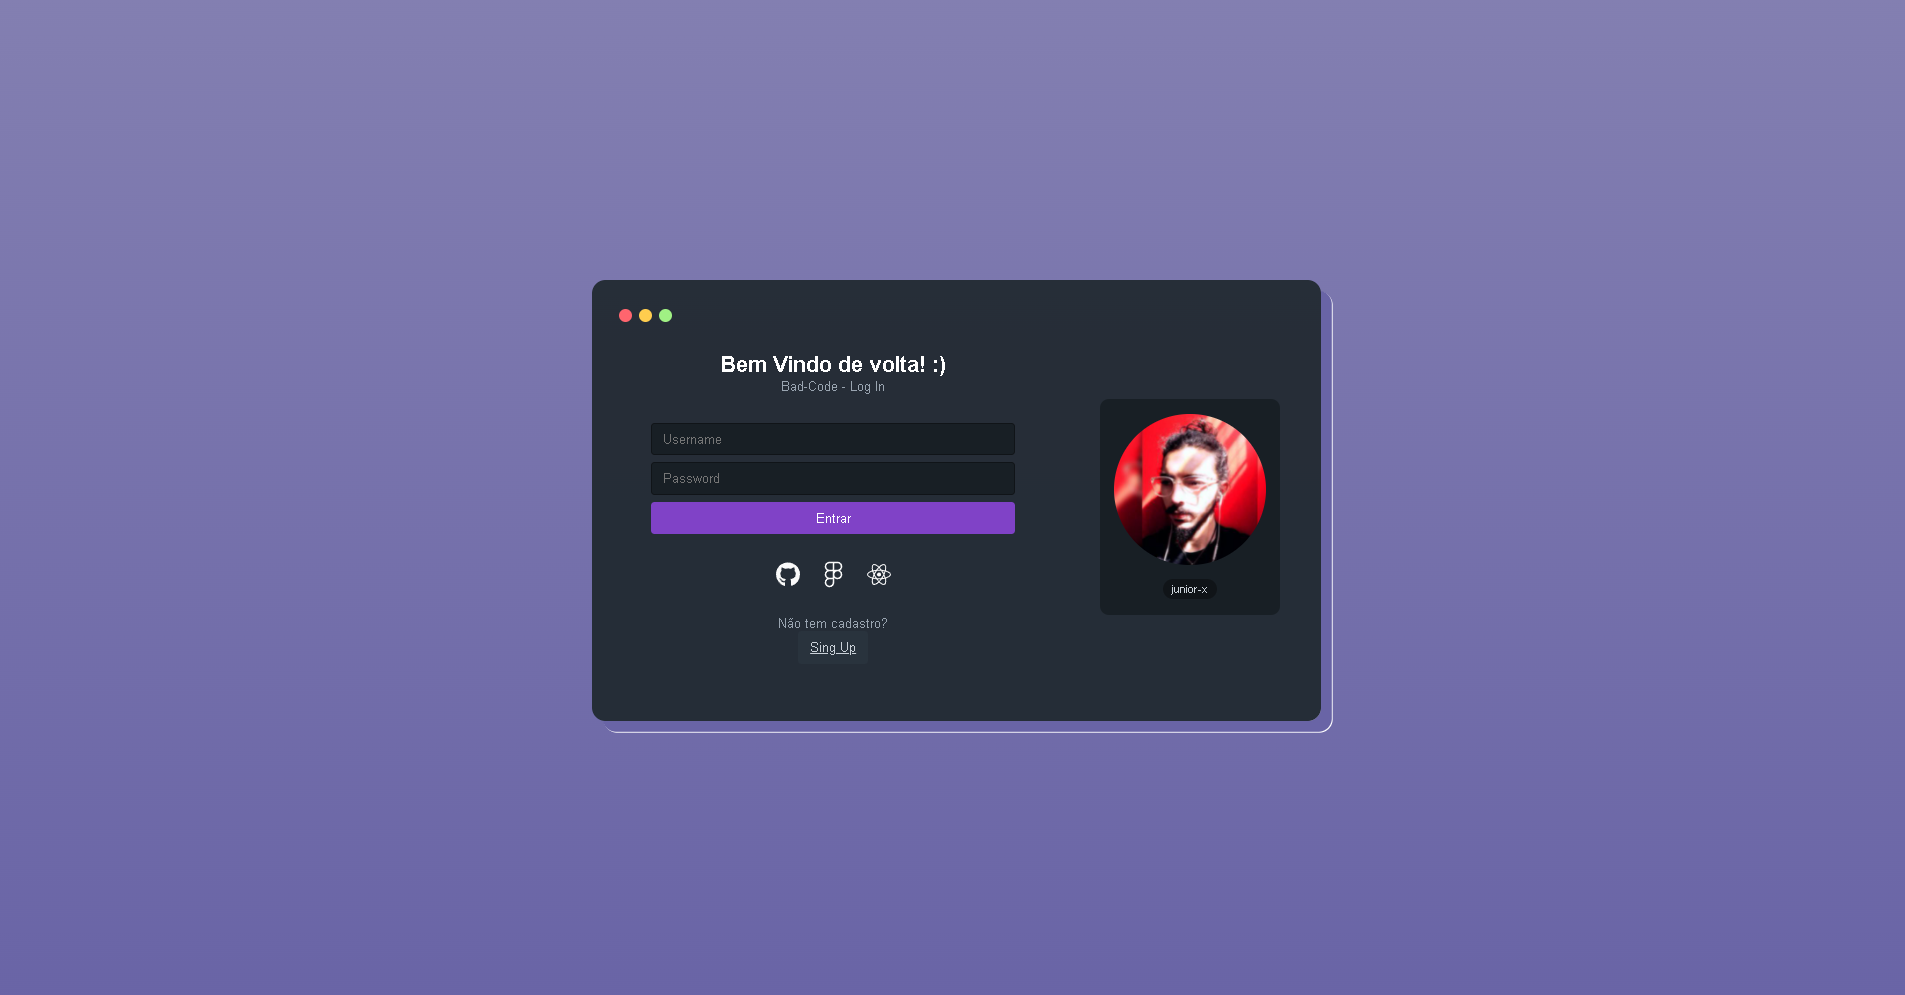 Bem Vindo de volta! :)
Bad-Code - Log In
Username
Password
Entrar
Não tem cadastro?
Sing Up
junior-x